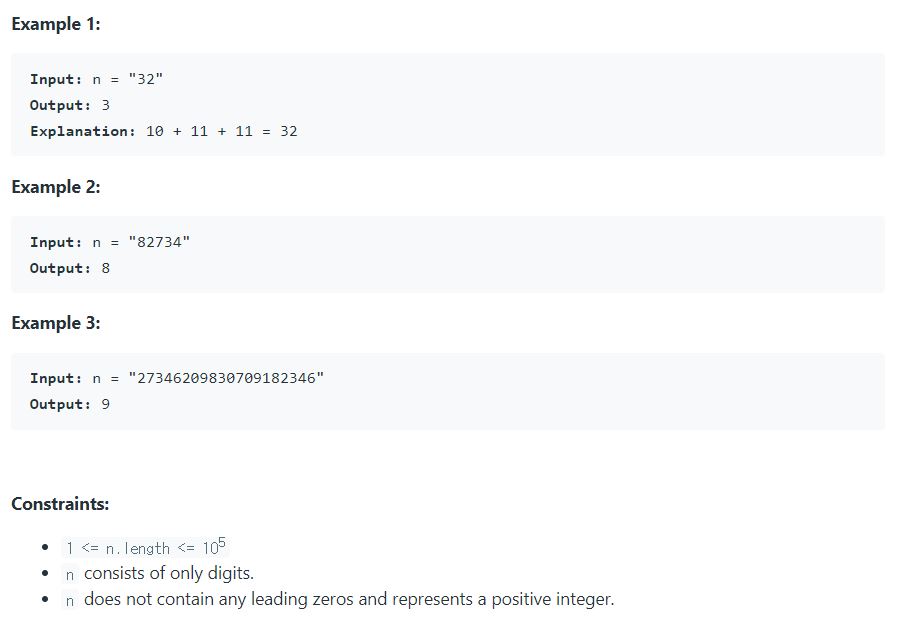 Example 1:
Input: n = "32"
Output: 3
Explanation: 10 + 11 + 11 = 32
Example 2:
Input: n = "82734"
Output: 8
Example 3:
Input: n = "27346209830709182346"
Output: 9
Constraints:
• 1 <= n.length <= 10⁵
• n consists of only digits.
• n does not contain any leading zeros and represents a positive integer.